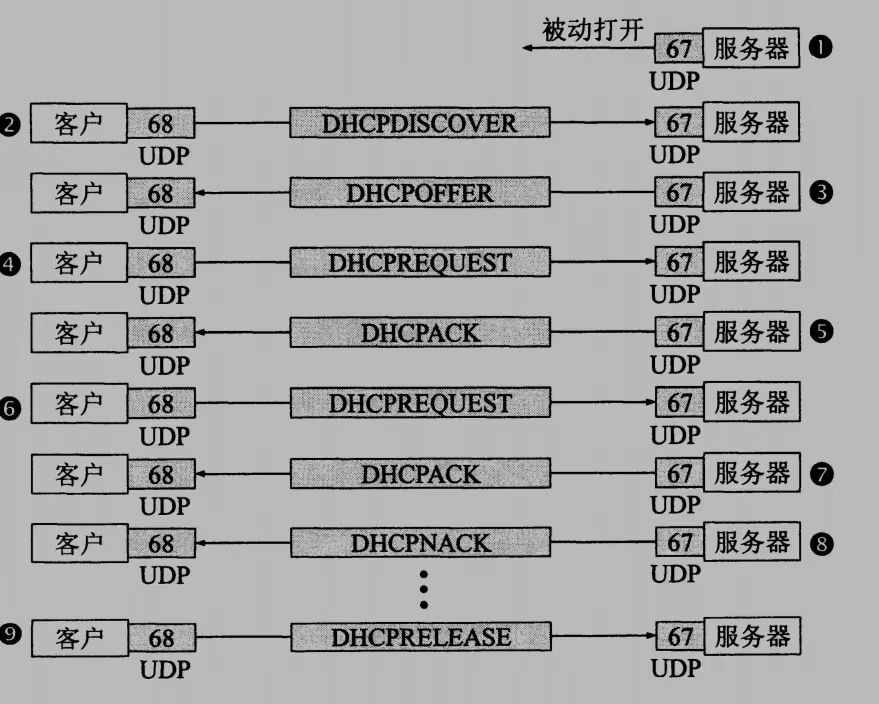 被动打开
67 服务器 ❶
UDP
❷ 客户 68 DHCPDISCOVER 67 服务器
UDP UDP
客户 68 DHCPOFFER 67 服务器 ❸
UDP UDP
❹ 客户 68 DHCPREQUEST 67 服务器
UDP UDP
客户 68 DHCPACK 67 服务器 ❺
UDP UDP
❻ 客户 68 DHCPREQUEST 67 服务器
UDP UDP
客户 68 DHCPACK 67 服务器 ❼
UDP UDP
客户 68 DHCPNACK 67 服务器 ❽
UDP UDP
❾ 客户 68 DHCPRELEASE 67 服务器
UDP UDP